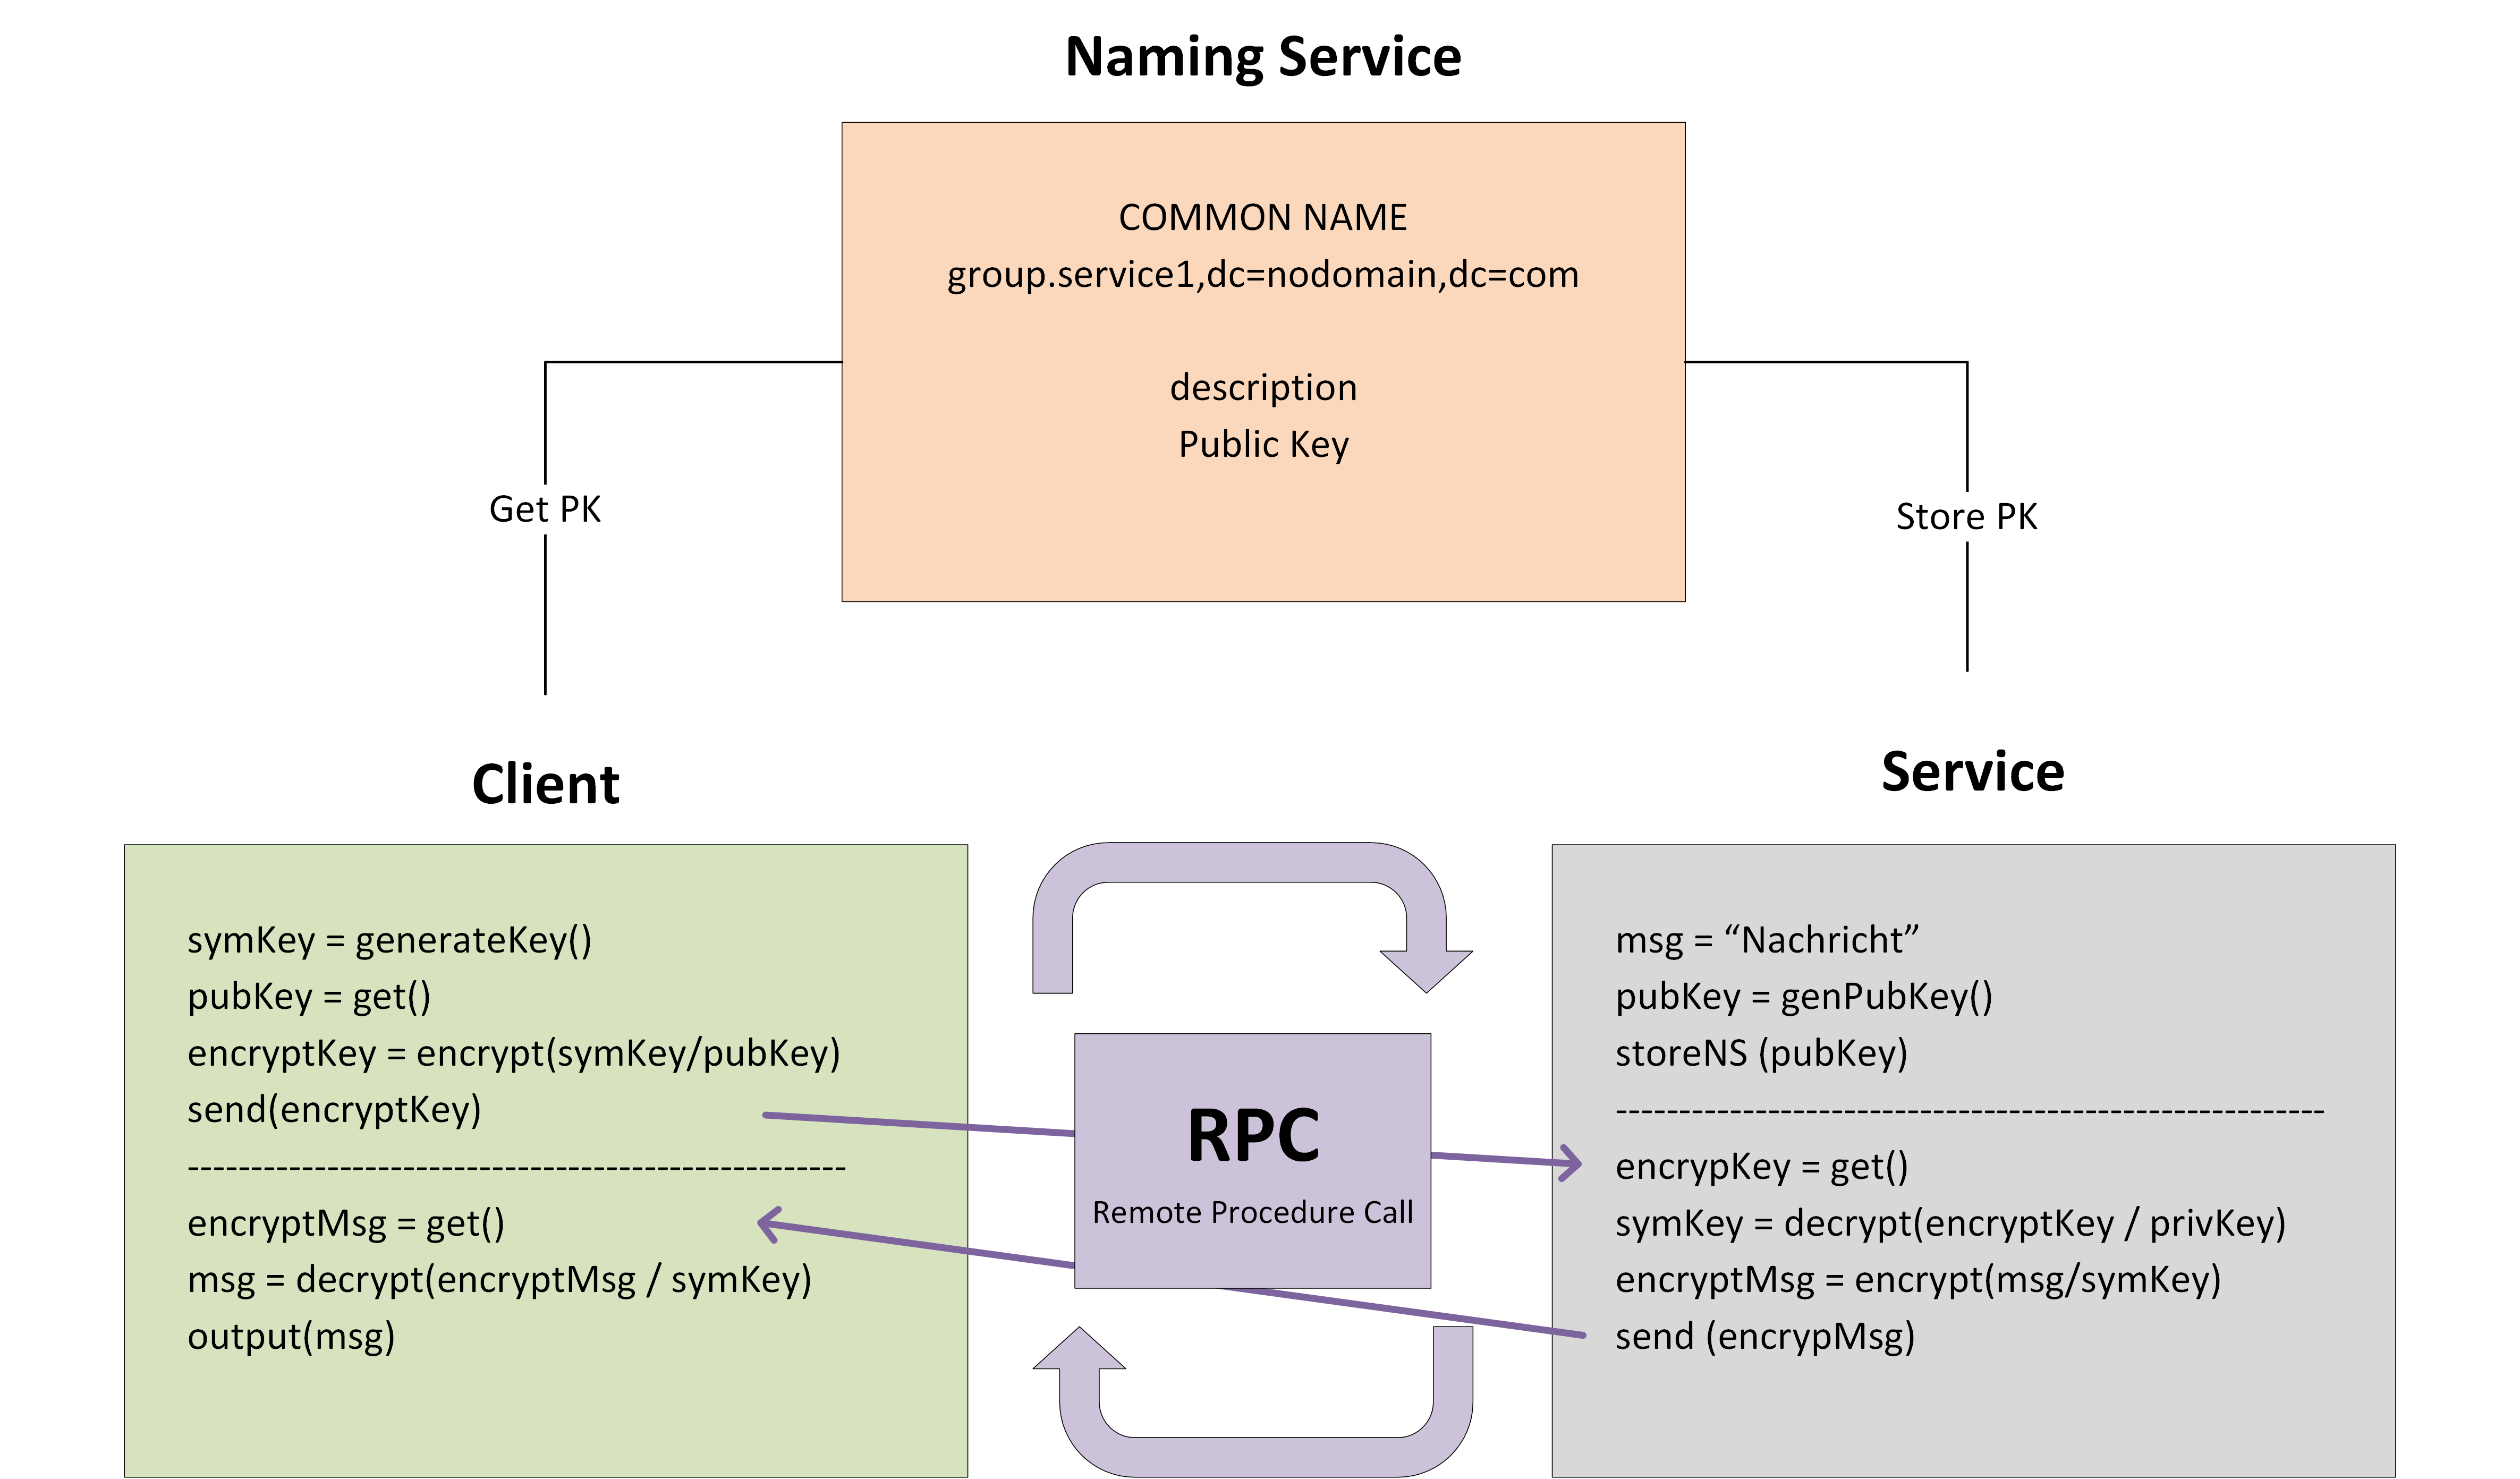 Naming Service
COMMON NAME
group.service1,dc=nodomain,dc=com
description
Public Key
Get PK
Store PK
Client
symKey = generateKey()
pubKey = get()
encryptKey = encrypt(symKey/pubKey)
send(encryptKey)
----------------------------------------------------
encryptMsg = get()
msg = decrypt(encryptMsg / symKey)
output(msg)
RPC
Remote Procedure Call
Service
msg = “Nachricht”
pubKey = genPubKey()
storeNS (pubKey)
--------------------------------------------------------
encrypKey = get()
symKey = decrypt(encryptKey / privKey)
encryptMsg = encrypt(msg/symKey)
send (encrypMsg)